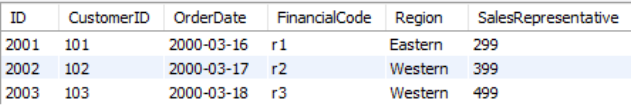 ID CustomerID OrderDate FinancialCode Region SalesRepresentative
2001 101 2000-03-16 r1 Eastern 299
2002 102 2000-03-17 r2 Western 399
2003 103 2000-03-18 r3 Western 499